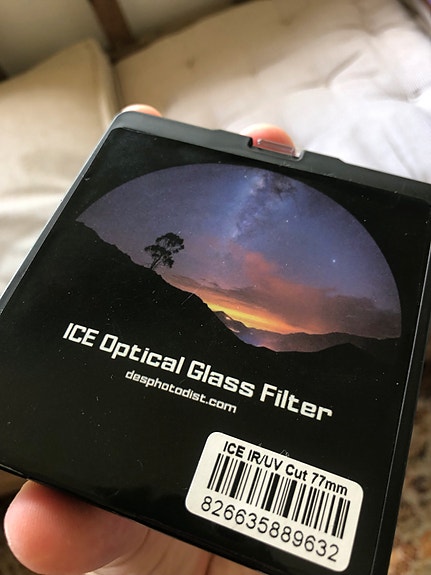 ICE Optical Glass Filter
desphotodist.com
ICE IR/UV Cut 77mm
826635889632